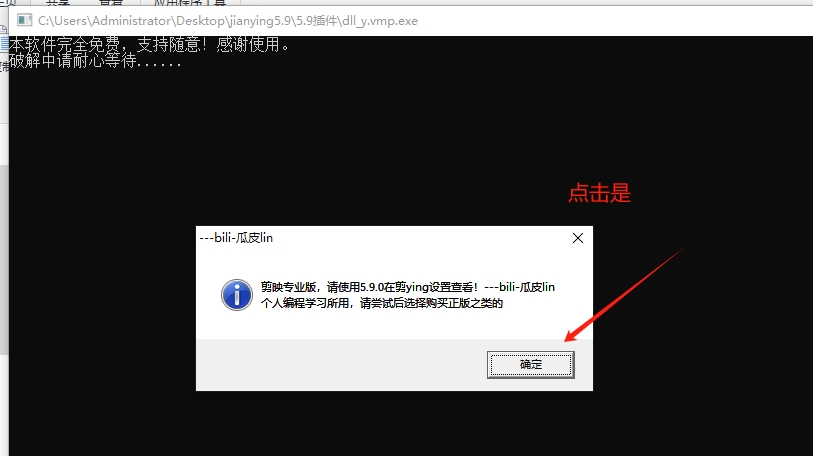 C:\Users\Administrator\Desktop\jianying5.9\5.9插件\dll_y.vmp.exe
本软件完全免费，支持随意！感谢使用。
破解中请耐心等待......
点击是
---bili-瓜皮lin
剪映专业版，请使用5.9.0在剪ying设置查看！---bili-瓜皮lin
个人编程学习所用，请尝试后选择购买正版之类的
确定